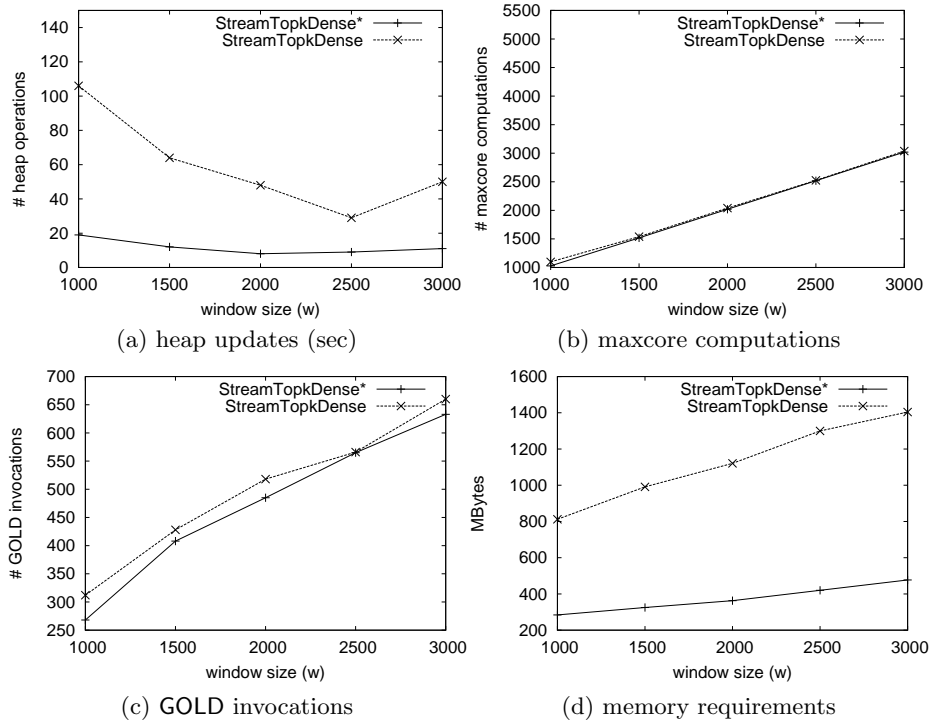 140
120
100
80
60
40
20
0
# heap operations
StreamTopkDense*
StreamTopkDense
1000 1500 2000 2500 3000
window size (w)
(a) heap updates (sec)
5500
5000
4500
4000
3500
3000
2500
2000
1500
1000
# maxcore computations
StreamTopkDense*
StreamTopkDense
1000 1500 2000 2500 3000
window size (w)
(b) maxcore computations
700
650
600
550
500
450
400
350
300
250
# GOLD invocations
StreamTopkDense*
StreamTopkDense
1000 1500 2000 2500 3000
window size (w)
(c) GOLD invocations
1600
1400
1200
1000
800
600
400
200
MBytes
StreamTopkDense*
StreamTopkDense
1000 1500 2000 2500 3000
window size (w)
(d) memory requirements